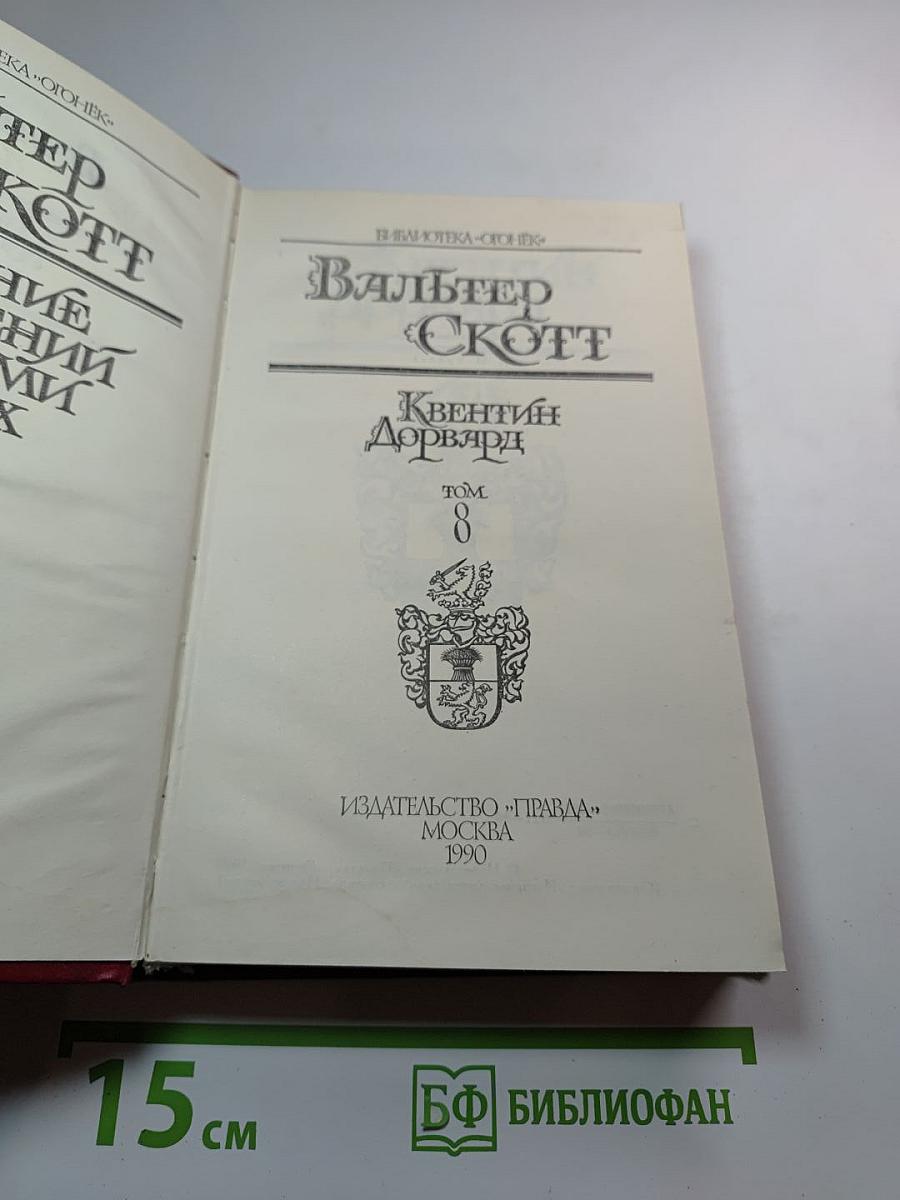 БИБЛИОТЕКА «ОГОНЁК»
ВАЛЬТЕР
СКОТТ
КВЕНТИН
ДОРВАРД
ТОМ
8
ИЗДАТЕЛЬСТВО „ПРАВДА”
МОСКВА
1990
15 см
БФ БИБЛИОФАН